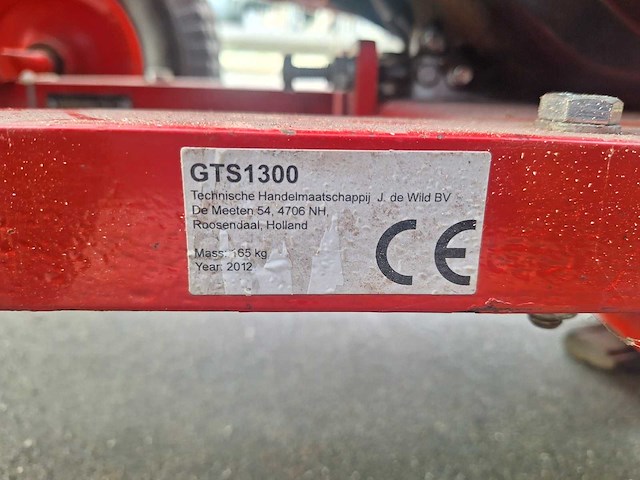 GTS1300
Technische Handelmaatschappij J. de Wild BV
De Meeten 54, 4706 NH,
Roosendaal, Holland
Mass: 165 kg
Year: 2012
CE